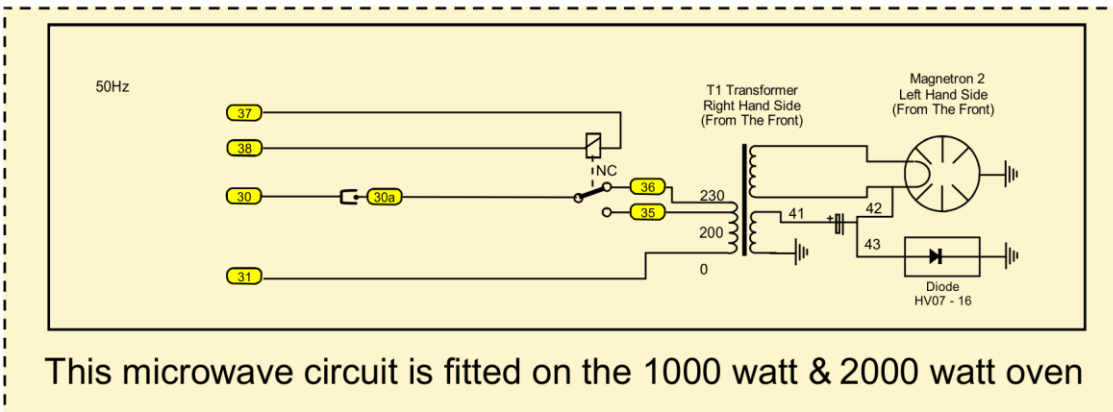 50Hz
T1 Transformer
Right Hand Side
(From The Front)
Magnetron 2
Left Hand Side
(From The Front)
37
38
NC
30
30a
36
230
35
200
0
31
41
+
42
43
Diode
HV07 - 16
This microwave circuit is fitted on the 1000 watt & 2000 watt oven